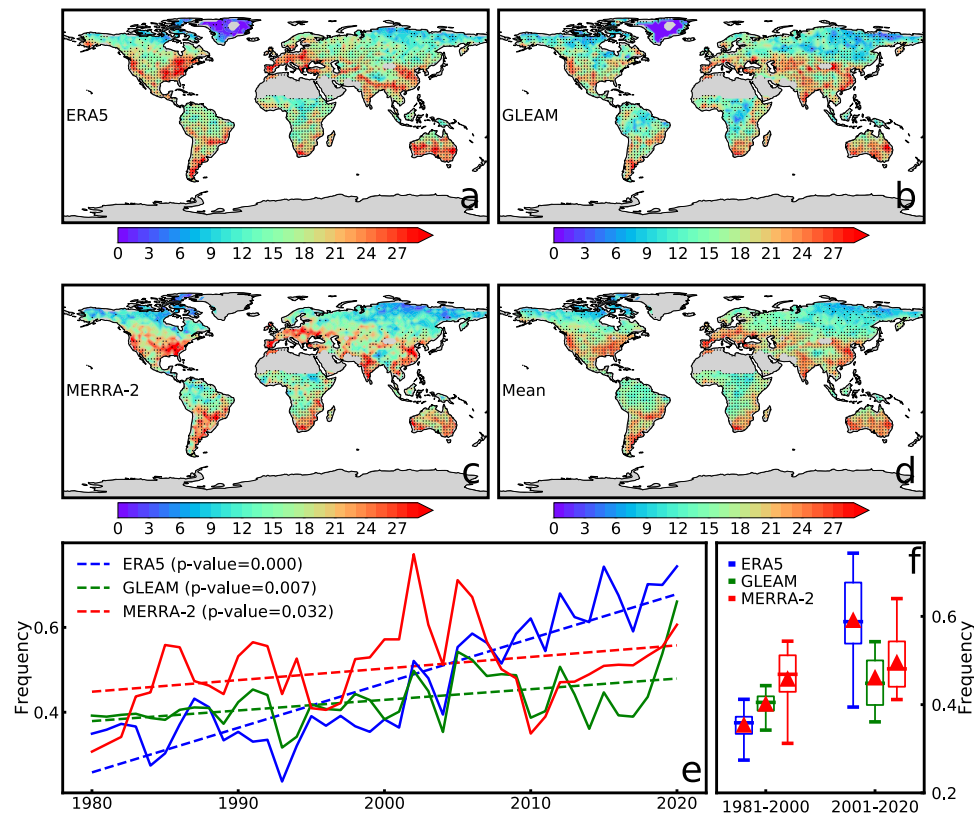 ERA5
a
GLEAM
b
0 3 6 9 12 15 18 21 24 27
0 3 6 9 12 15 18 21 24 27
MERRA-2
c
Mean
d
0 3 6 9 12 15 18 21 24 27
0 3 6 9 12 15 18 21 24 27
Frequency
0.6
0.4
0.2
ERA5 (p-value=0.000)
GLEAM (p-value=0.007)
MERRA-2 (p-value=0.032)
e
1980 1990 2000 2010 2020
f
ERA5
GLEAM
MERRA-2
0.6
0.4
0.2
Frequency
1981-2000 2001-2020